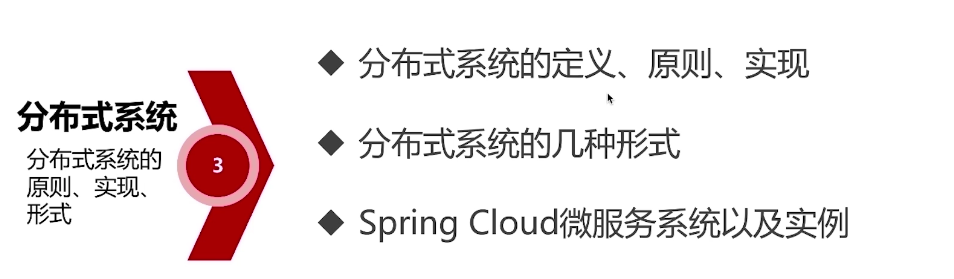 分布式系统
分布式系统的
原则、实现、
形式
3
◆ 分布式系统的定义、原则、实现
◆ 分布式系统的几种形式
◆ Spring Cloud微服务系统以及实例